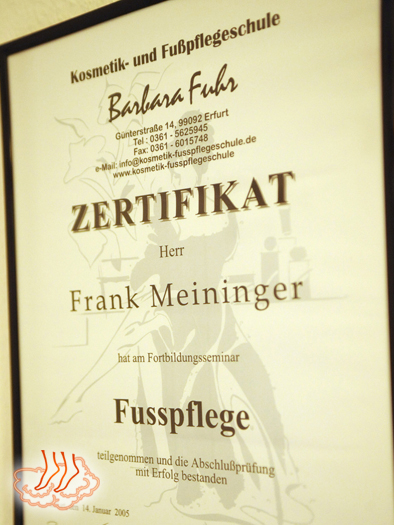 Kosmetik- und Fußpflegeschule
Barbara Fuhr
Günterstraße 14, 99092 Erfurt
Tel : 0361 - 5625945
Fax: 0361 - 6015748
e-Mail: info@kosmetik-fusspflegeschule.de
www.kosmetik-fusspflegeschule
ZERTIFIKAT
Herr
Frank Meininger
hat am Fortbildungsseminar
Fusspflege
teilgenommen und die Abschlußprüfung
mit Erfolg bestanden
14. Januar 2005